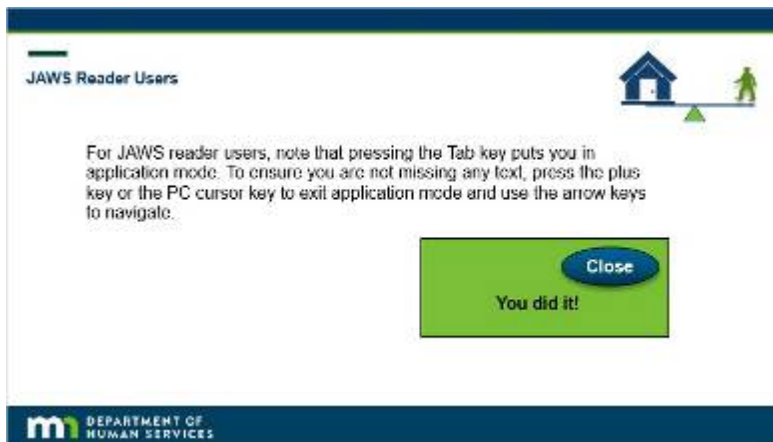 JAWS Reader Users
For JAWS reader users, note that pressing the Tab key puts you in
application mode. To ensure you are not missing any text, press the plus
key or the PC cursor key to exit application mode and use the arrow keys
to navigate.
Close
You did it!
mn DEPARTMENT OF
HUMAN SERVICES